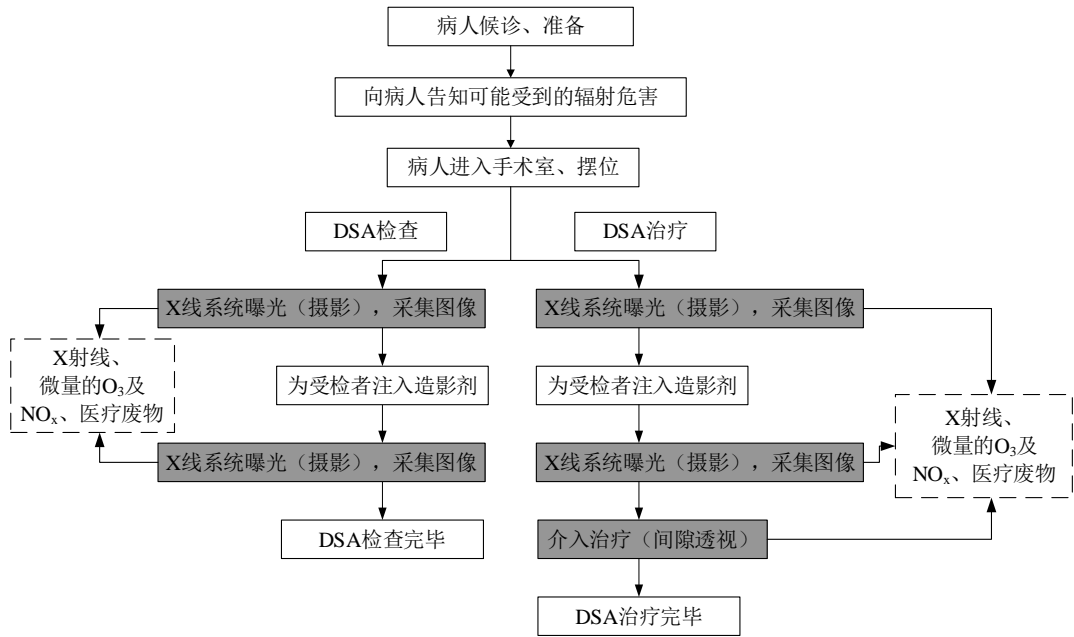 病人候诊、准备
向病人告知可能受到的辐射危害
病人进入手术室、摆位
DSA检查
DSA治疗
X线系统曝光（摄影），采集图像
X线系统曝光（摄影），采集图像
X射线、
微量的O₃及
NOₓ、医疗废物
为受检者注入造影剂
为受检者注入造影剂
X射线、
微量的O₃及
NOₓ、医疗废物
X线系统曝光（摄影），采集图像
X线系统曝光（摄影），采集图像
DSA检查完毕
介入治疗（间隙透视）
DSA治疗完毕